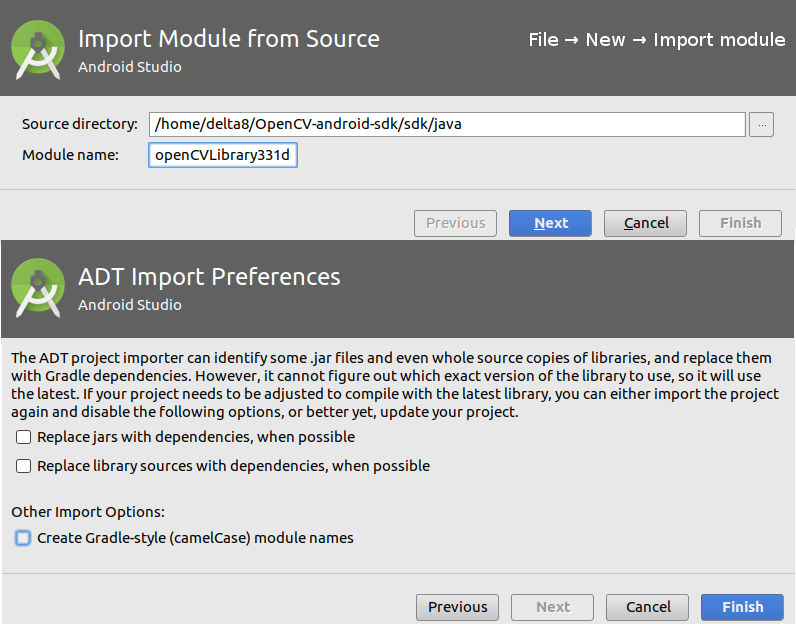 Import Module from Source
File → New → Import module
Android Studio
Source directory: /home/delta8/OpenCV-android-sdk/sdk/java ...
Module name: openCVLibrary331d
Previous Next Cancel Finish
ADT Import Preferences
Android Studio
The ADT project importer can identify some .jar files and even whole source copies of libraries, and replace them
with Gradle dependencies. However, it cannot figure out which exact version of the library to use, so it will use
the latest. If your project needs to be adjusted to compile with the latest library, you can either import the project
again and disable the following options, or better yet, update your project.
Replace jars with dependencies, when possible
Replace library sources with dependencies, when possible
Other Import Options:
Create Gradle-style (camelCase) module names
Previous Next Cancel Finish